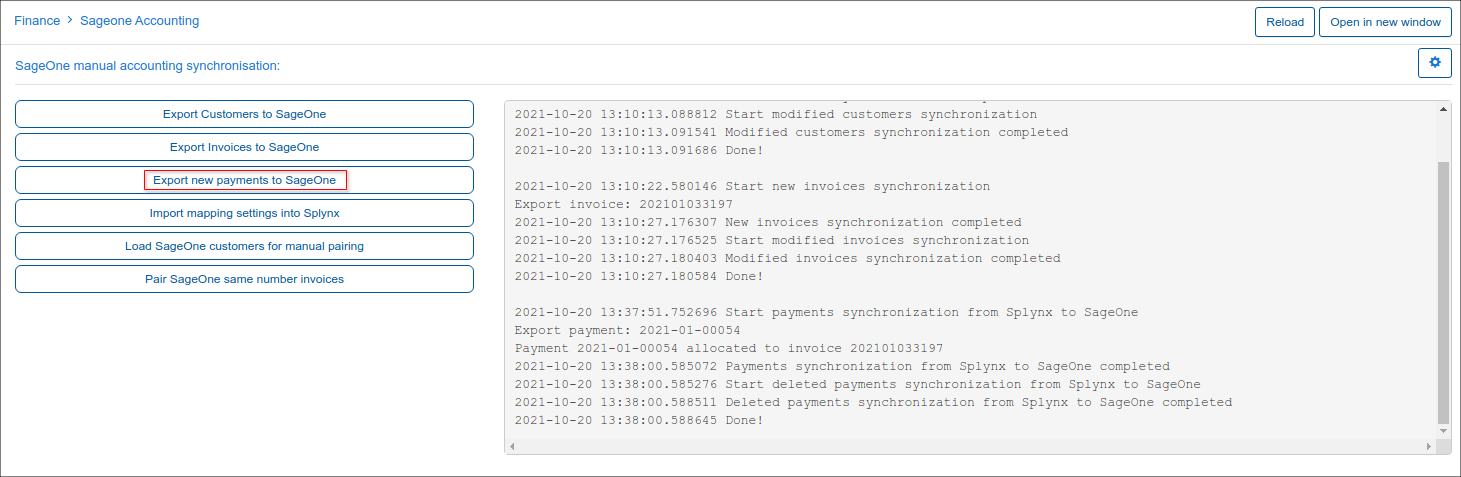 Finance > Sageone Accounting
Reload
Open in new window
SageOne manual accounting synchronisation:
Export Customers to SageOne
Export Invoices to SageOne
Export new payments to SageOne
Import mapping settings into Splynx
Load SageOne customers for manual pairing
Pair SageOne same number invoices
2021-10-20 13:10:13.088812 Start modified customers synchronization
2021-10-20 13:10:13.091541 Modified customers synchronization completed
2021-10-20 13:10:13.091686 Done!
2021-10-20 13:10:22.580146 Start new invoices synchronization
Export invoice: 202101033197
2021-10-20 13:10:27.176307 New invoices synchronization completed
2021-10-20 13:10:27.176525 Start modified invoices synchronization
2021-10-20 13:10:27.180403 Modified invoices synchronization completed
2021-10-20 13:10:27.180584 Done!
2021-10-20 13:37:51.752696 Start payments synchronization from Splynx to SageOne
Export payment: 2021-01-00054
Payment 2021-01-00054 allocated to invoice 202101033197
2021-10-20 13:38:00.585072 Payments synchronization from Splynx to SageOne completed
2021-10-20 13:38:00.585276 Start deleted payments synchronization from Splynx to SageOne
2021-10-20 13:38:00.588511 Deleted payments synchronization from Splynx to SageOne completed
2021-10-20 13:38:00.588645 Done!